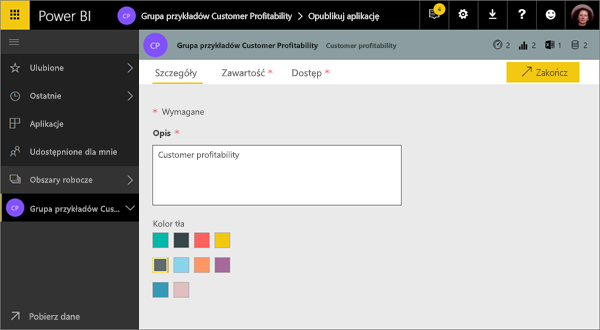 Power BI
CP Grupa przykładów Customer Profitability > Opublikuj aplikację
4
?
CP Grupa przykładów Customer Profitability Customer profitability
2 2 1 2
Ulubione
Ostatnie
Aplikacje
Udostępnione dla mnie
Obszary robocze
CP Grupa przykładów Cus...
Pobierz dane
Szczegóły Zawartość * Dostęp *
Zakończ
* Wymagane
Opis *
Customer profitability
Kolor tła